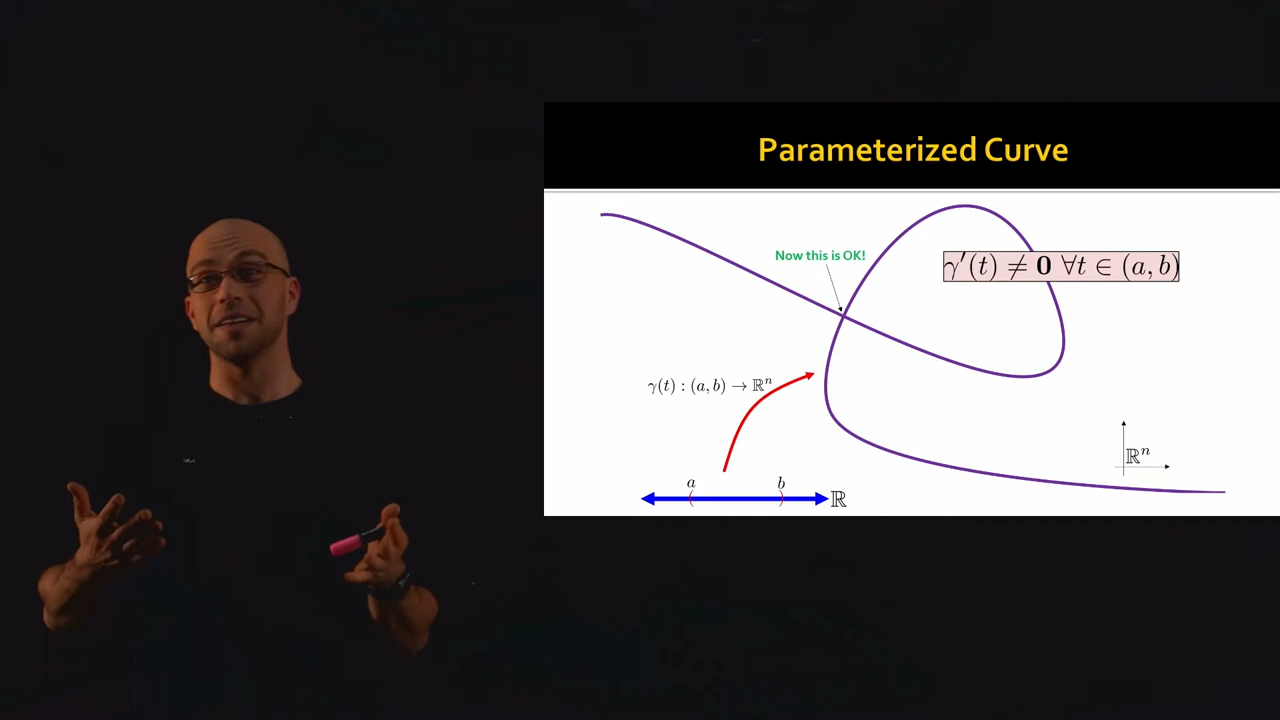 Parameterized Curve
Now this is OK!
γ′(t) ≠ 0 ∀t ∈ (a, b)
γ(t) : (a, b) → ℝⁿ
ℝⁿ
a
b
ℝ